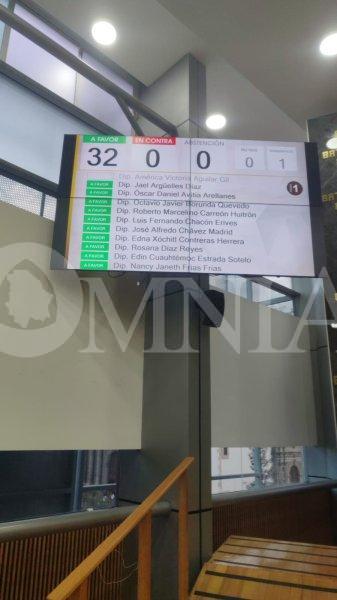 A FAVOR EN CONTRA ABSTENCIÓN
32 0 0 0 1
Dip. América Victoria Aguilar Gil
A FAVOR Dip. Jael Argüelles Díaz
A FAVOR Dip. Óscar Daniel Avitia Arellanes
A FAVOR Dip. Octavio Javier Borunda Quevedo
A FAVOR Dip. Roberto Marcelino Carreón Huitrón
A FAVOR Dip. Luis Fernando Chacón Erives
A FAVOR Dip. José Alfredo Chávez Madrid
A FAVOR Dip. Edna Xóchitl Contreras Herrera
A FAVOR Dip. Rosana Díaz Reyes
A FAVOR Dip. Edin Cuauhtémoc Estrada Sotelo
A FAVOR Dip. Nancy Janeth Frías Frías
1
OMNIA